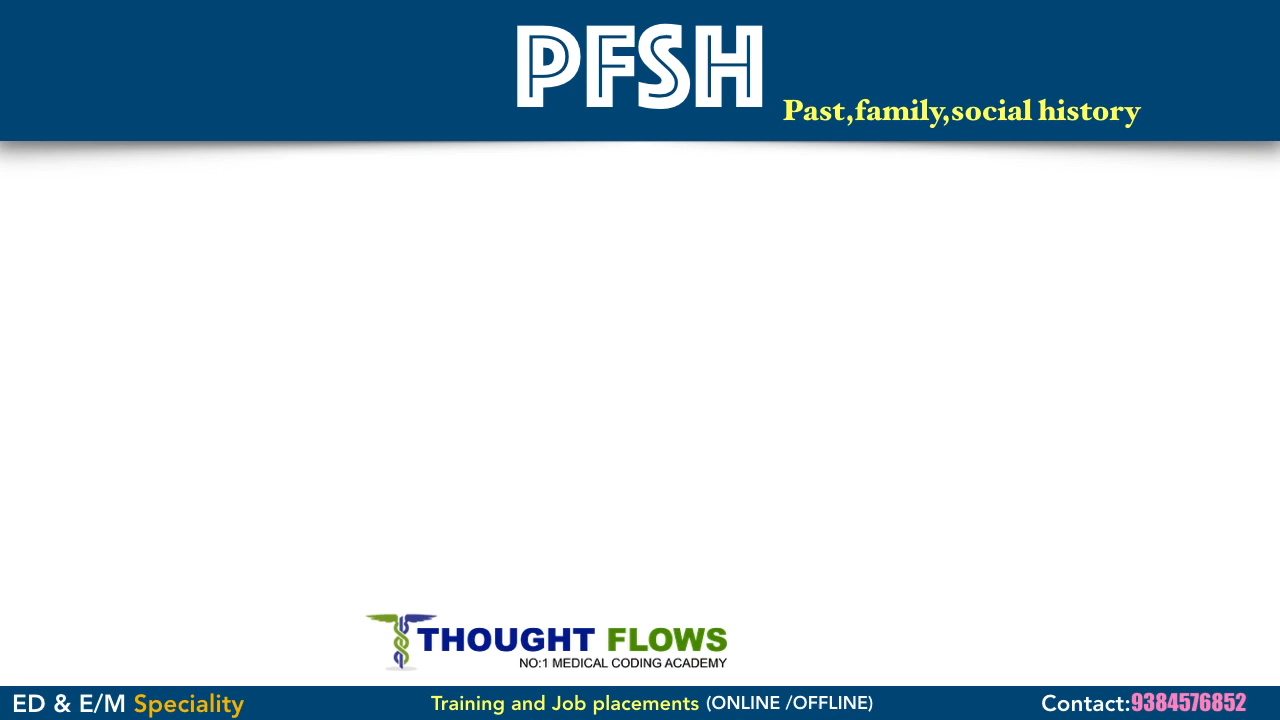 PFSH
Past,family,social history
THOUGHT FLOWS
NO:1 MEDICAL CODING ACADEMY
ED & E/M Speciality
Training and Job placements (ONLINE /OFFLINE)
Contact:9384576852